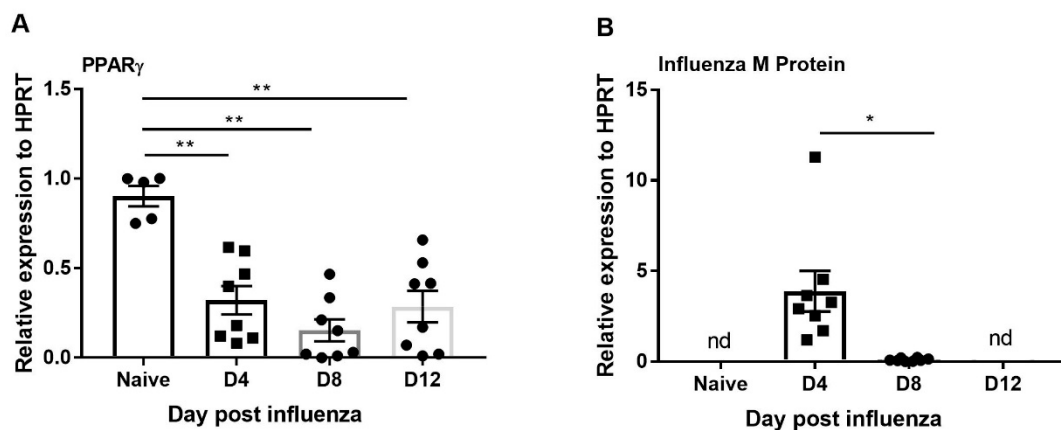 A
PPARγ
Relative expression to HPRT
1.5
1.0
0.5
0.0
**
**
**
Naive D4 D8 D12
Day post influenza
B
Influenza M Protein
Relative expression to HPRT
15
10
5
0
*
nd
nd
Naive D4 D8 D12
Day post influenza